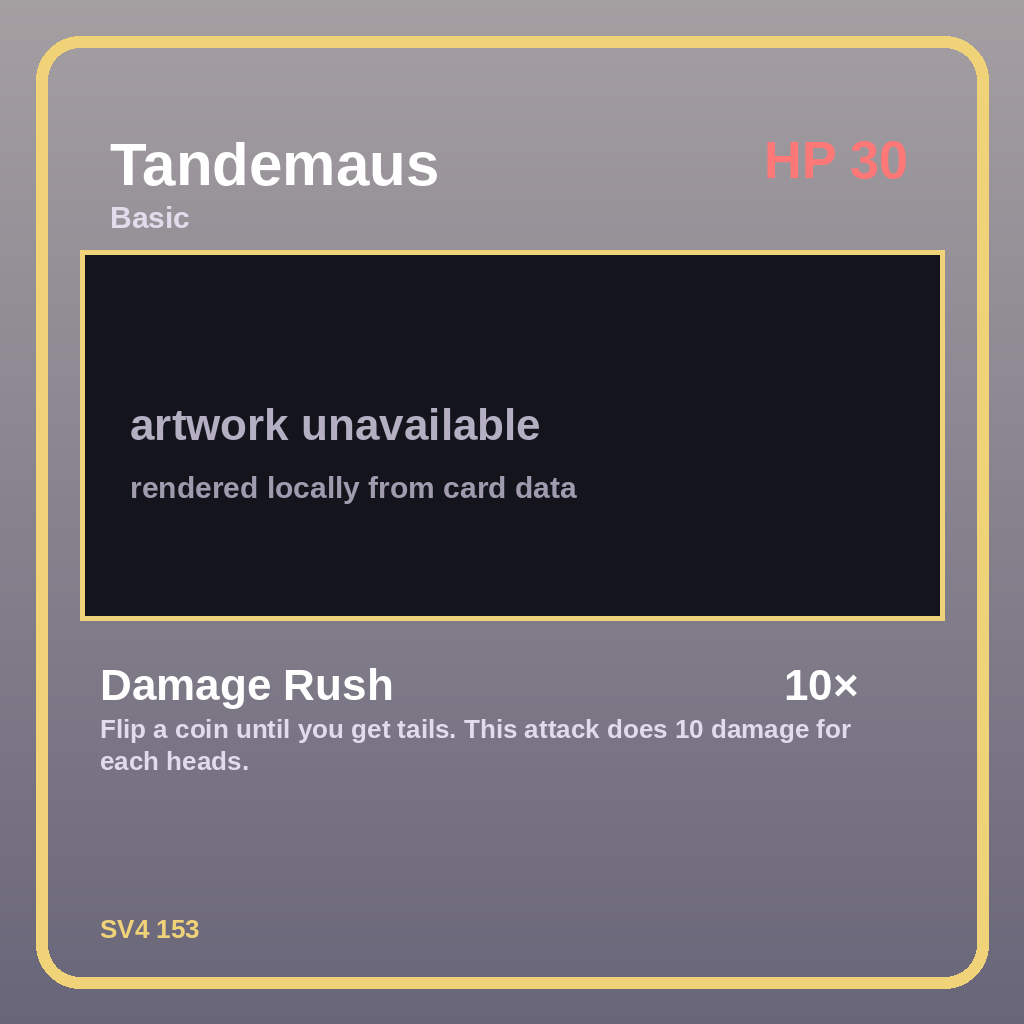 Tandemaus
HP 30
Basic
artwork unavailable
rendered locally from card data
Damage Rush
10×
Flip a coin until you get tails. This attack does 10 damage for
each heads.
SV4 153